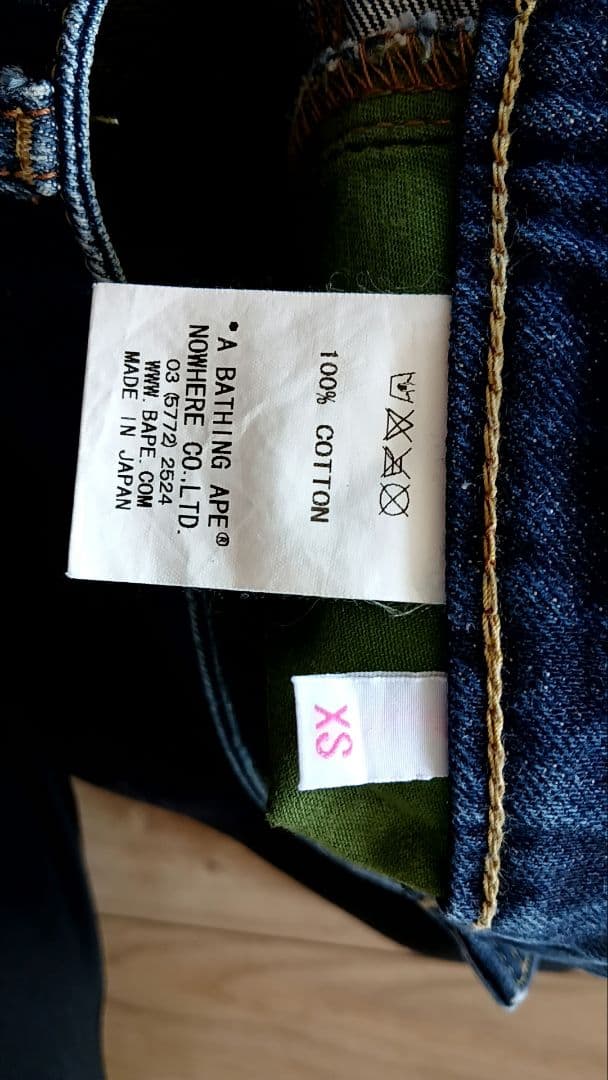 100% COTTON
•A BATHING APE®
NOWHERE CO.,LTD.
03 (5772) 2524
WWW.BAPE.COM
MADE IN JAPAN
XS